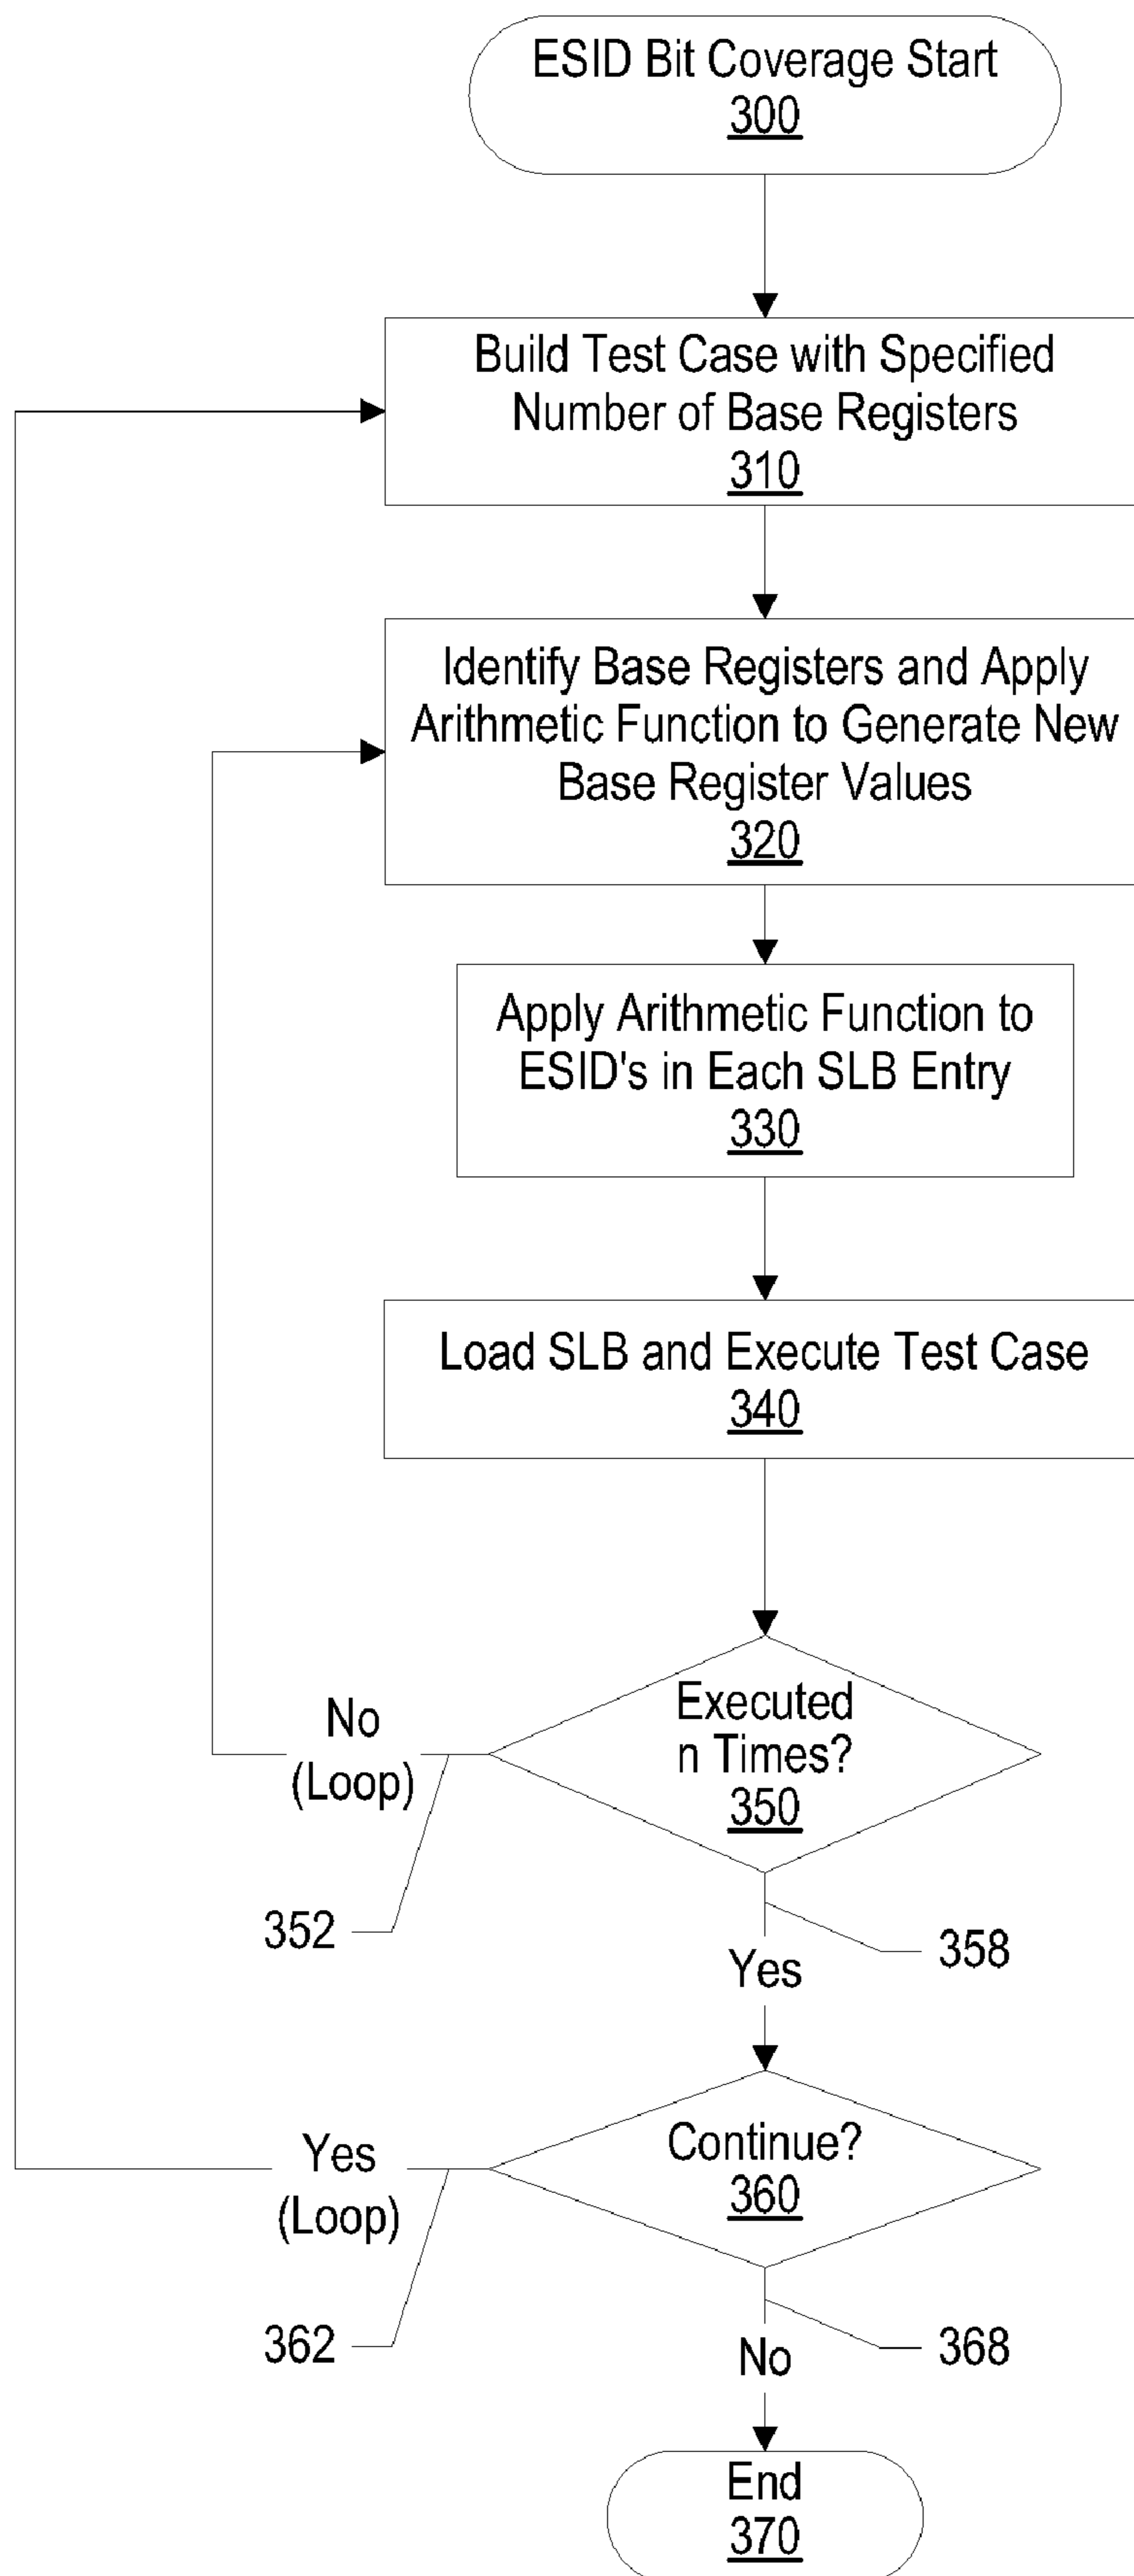 ESID Bit Coverage Start
300
Build Test Case with Specified
Number of Base Registers
310
Identify Base Registers and Apply
Arithmetic Function to Generate New
Base Register Values
320
Apply Arithmetic Function to
ESID's in Each SLB Entry
330
Load SLB and Execute Test Case
340
Executed
n Times?
350
No
(Loop)
352
358
Yes
Continue?
360
Yes
(Loop)
362
368
No
End
370